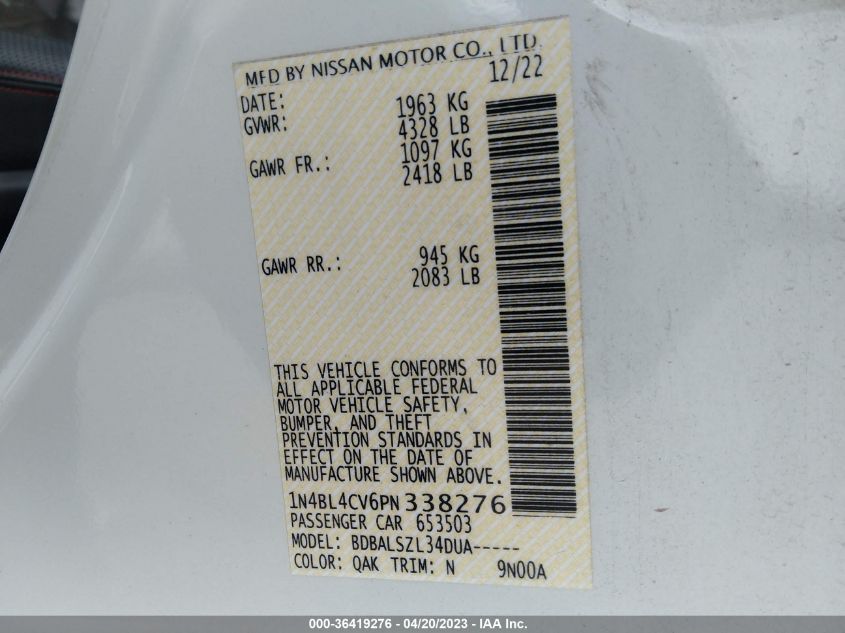 MFD BY NISSAN MOTOR CO., LTD.
DATE: 12/22
GVWR: 1963 KG
4328 LB
GAWR FR.: 1097 KG
2418 LB
GAWR RR.: 945 KG
2083 LB
THIS VEHICLE CONFORMS TO
ALL APPLICABLE FEDERAL
MOTOR VEHICLE SAFETY,
BUMPER, AND THEFT
PREVENTION STANDARDS IN
EFFECT ON THE DATE OF
MANUFACTURE SHOWN ABOVE.
1N4BL4CV6PN338276
PASSENGER CAR 653503
MODEL: BDBALSZL34DUA-----
COLOR: QAK TRIM: N 9N00A
000-36419276 - 04/20/2023 - IAA Inc.